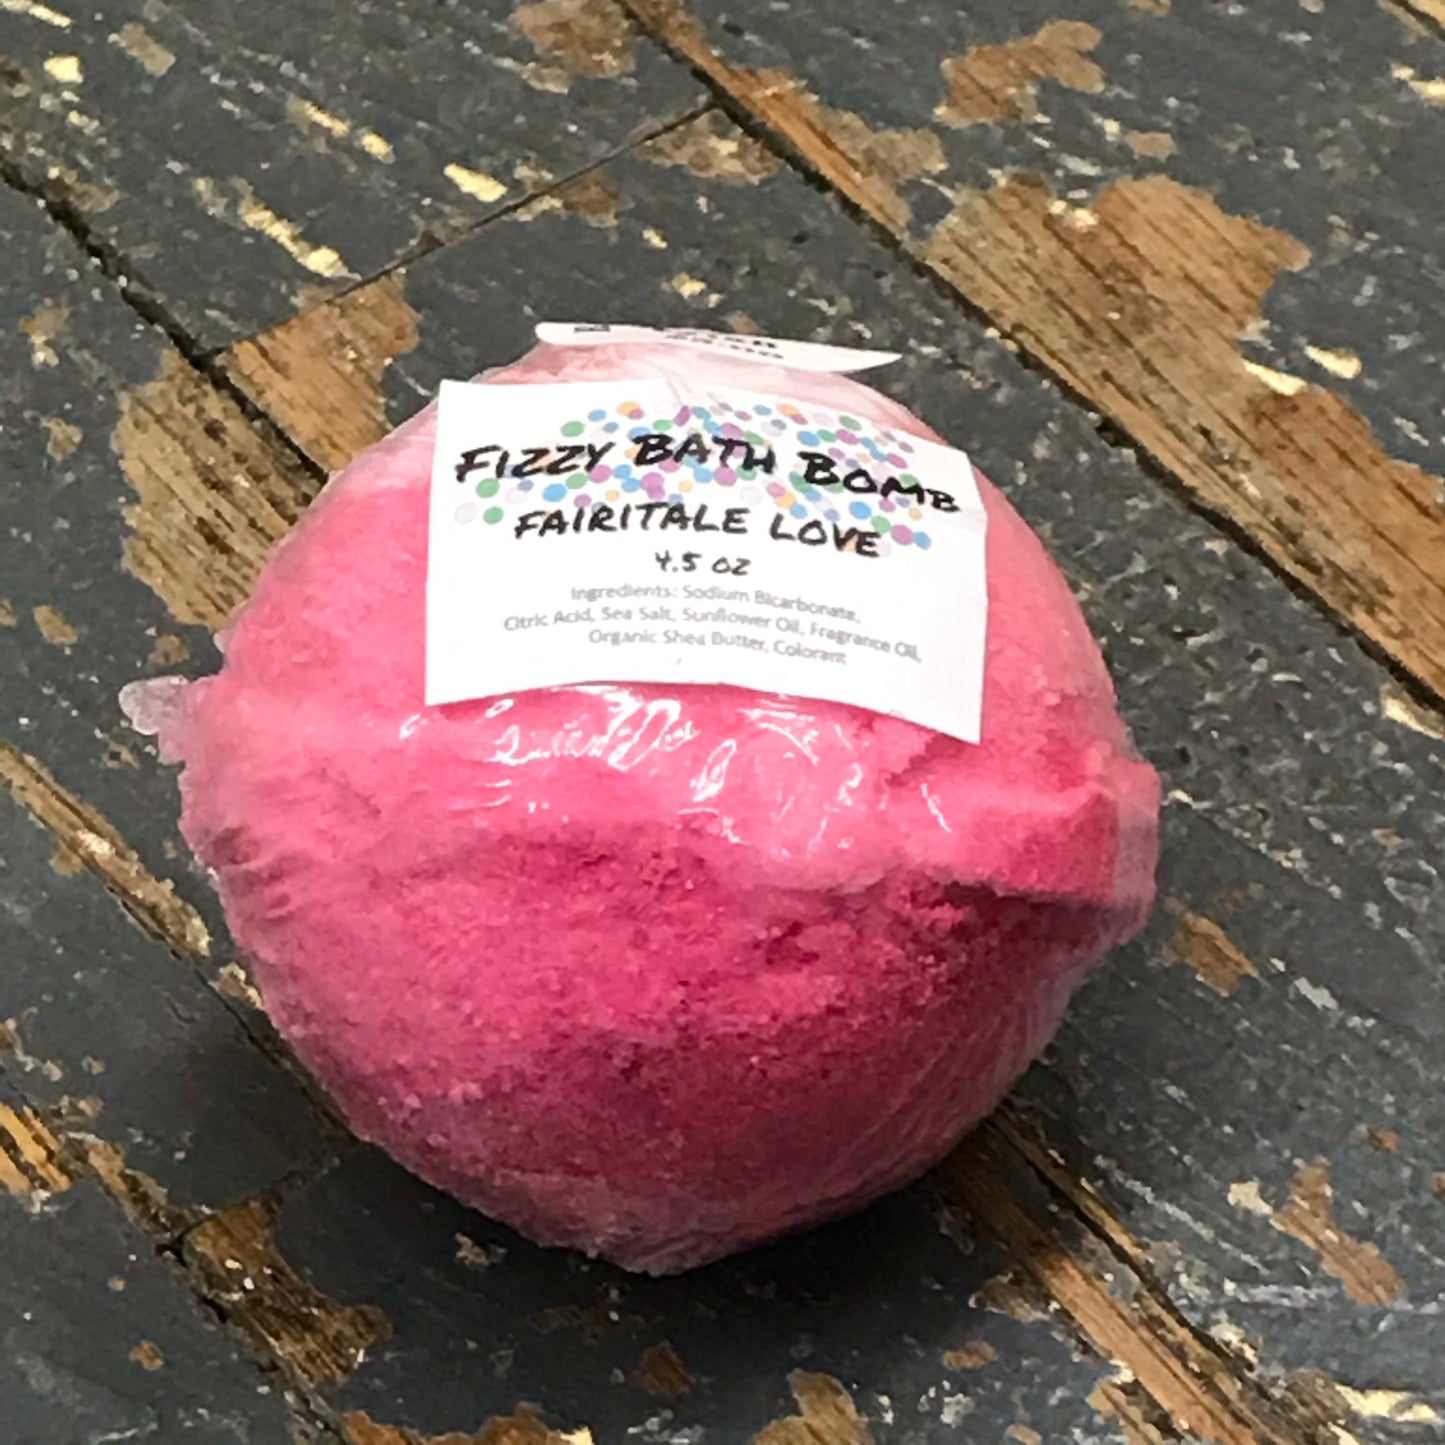 FIZZY BATH BOMB
FAIRITALE LOVE
4.5 OZ
Ingredients: Sodium Bicarbonate,
Citric Acid, Sea Salt, Sunflower Oil, Fragrance Oil,
Organic Shea Butter, Colorant